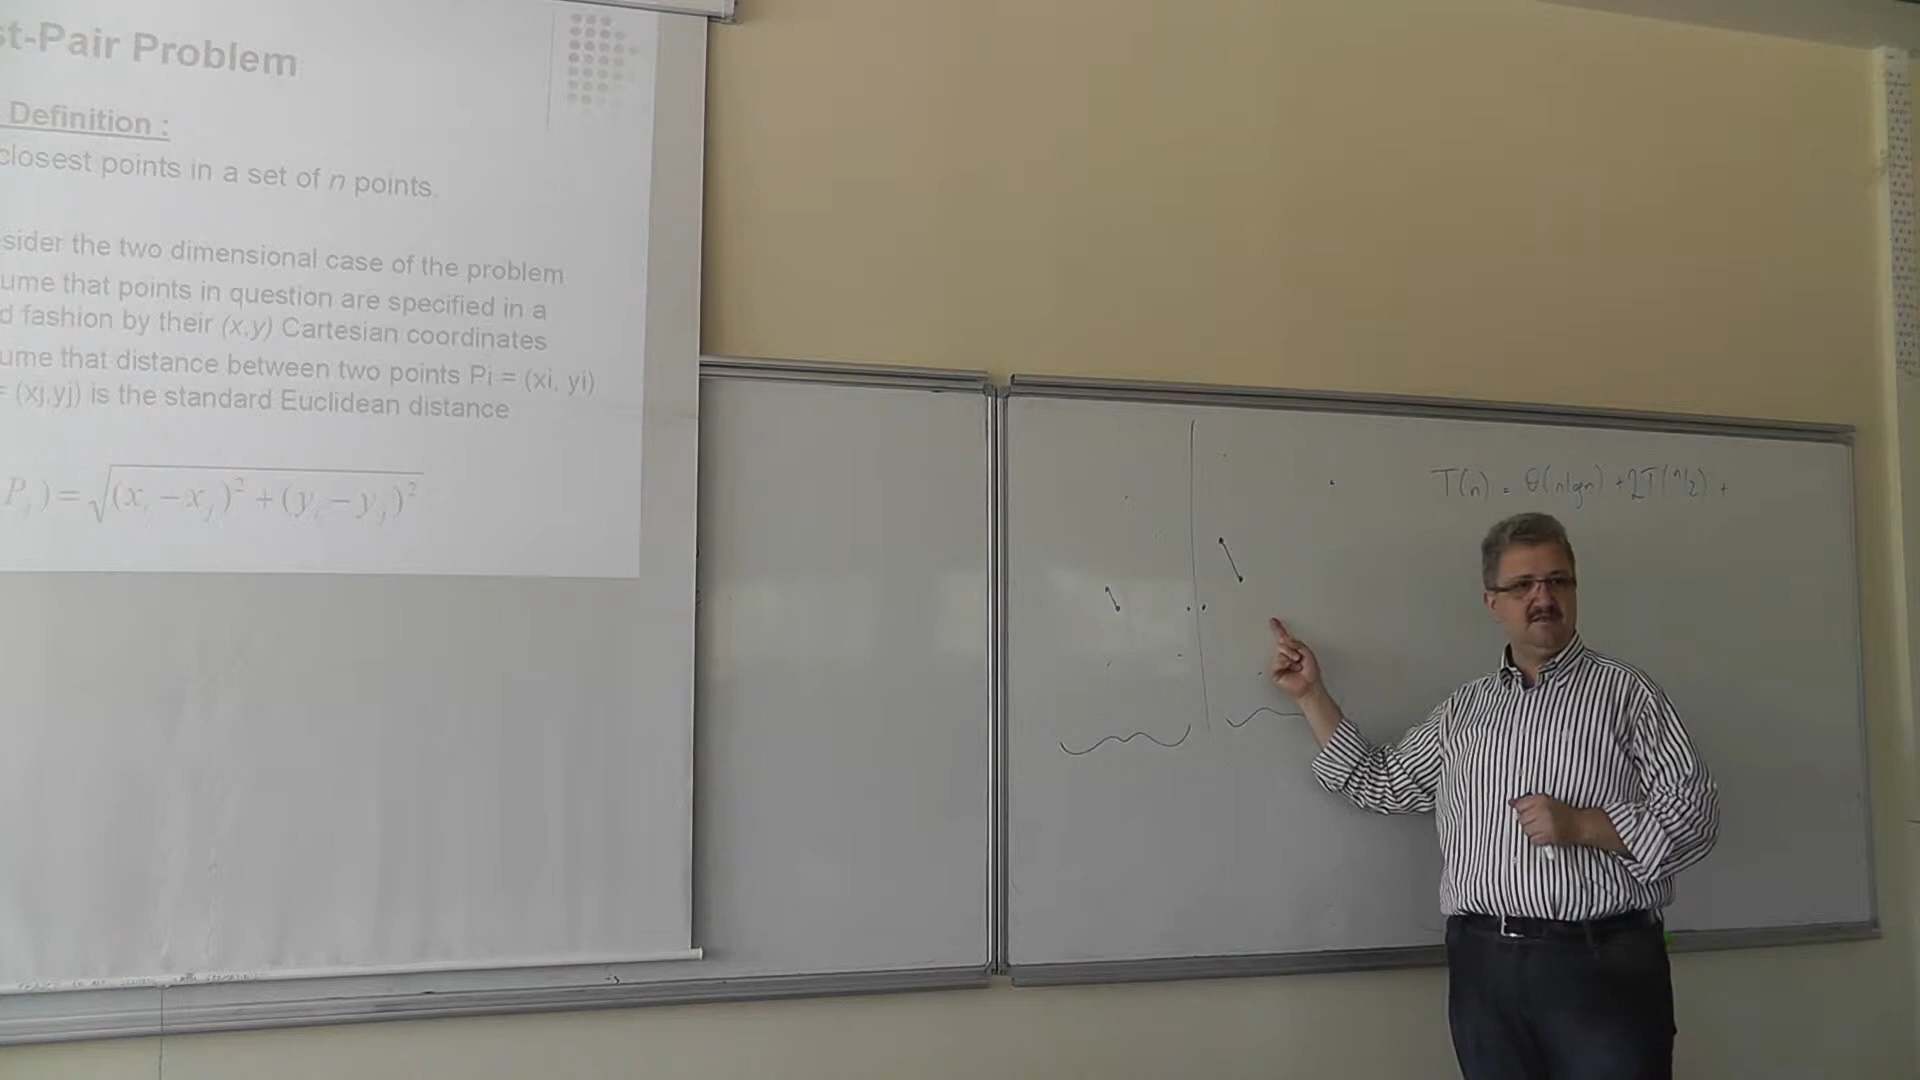 st-Pair Problem
Definition :
closest points in a set of n points.
sider the two dimensional case of the problem
ume that points in question are specified in a
d fashion by their (x,y) Cartesian coordinates
ume that distance between two points Pi = (xi, yi)
= (xj,yj) is the standard Euclidean distance
P_j) = √(x_i − x_j)² + (y_i − y_j)²
T(n) = Θ(n lgn) + 2T(n/2) +